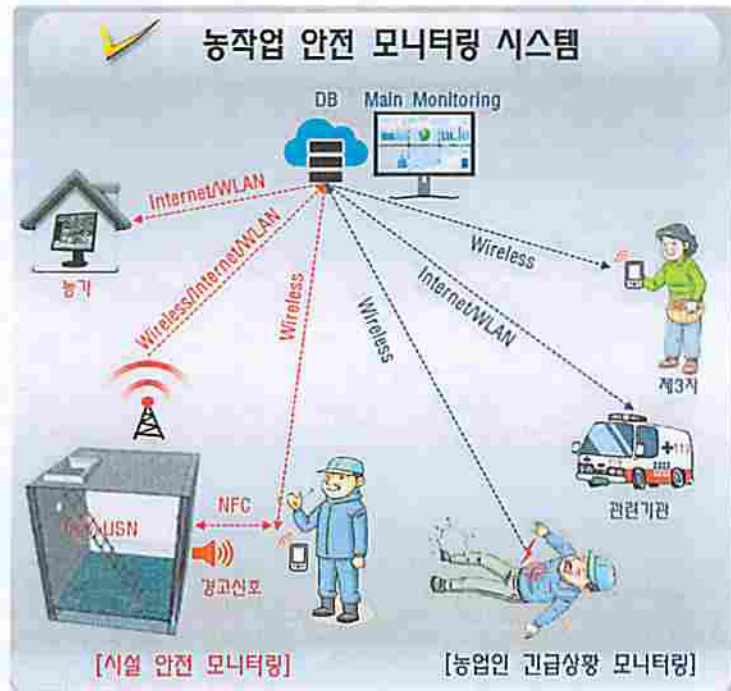 농작업 안전 모니터링 시스템
DB Main Monitoring
Internet/WLAN
Wireless/Internet/WLAN
Wireless
Wireless
Internet/WLAN
Wireless
농가
제3자
119
관련기관
USN
NFC
경고신호
[시설 안전 모니터링]
[농업인 긴급상황 모니터링]